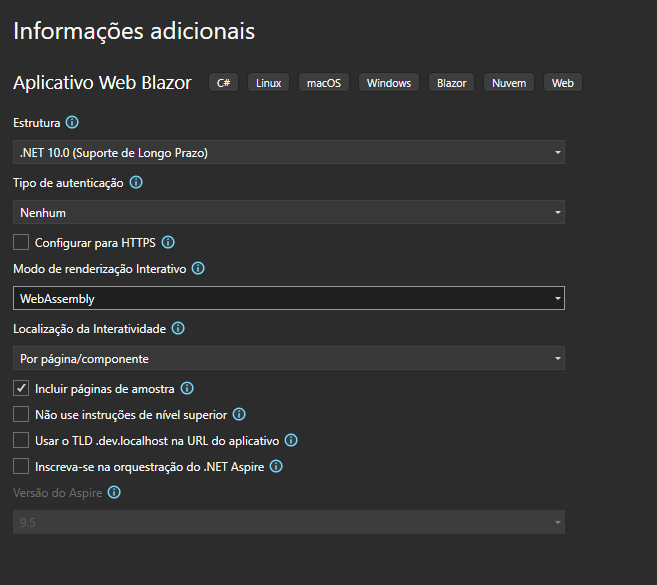 Informações adicionais
Aplicativo Web Blazor C# Linux macOS Windows Blazor Nuvem Web
Estrutura
.NET 10.0 (Suporte de Longo Prazo)
Tipo de autenticação
Nenhum
Configurar para HTTPS
Modo de renderização Interativo
WebAssembly
Localização da Interatividade
Por página/componente
Incluir páginas de amostra
Não use instruções de nível superior
Usar o TLD .dev.localhost na URL do aplicativo
Inscreva-se na orquestração do .NET Aspire
Versão do Aspire
9.5